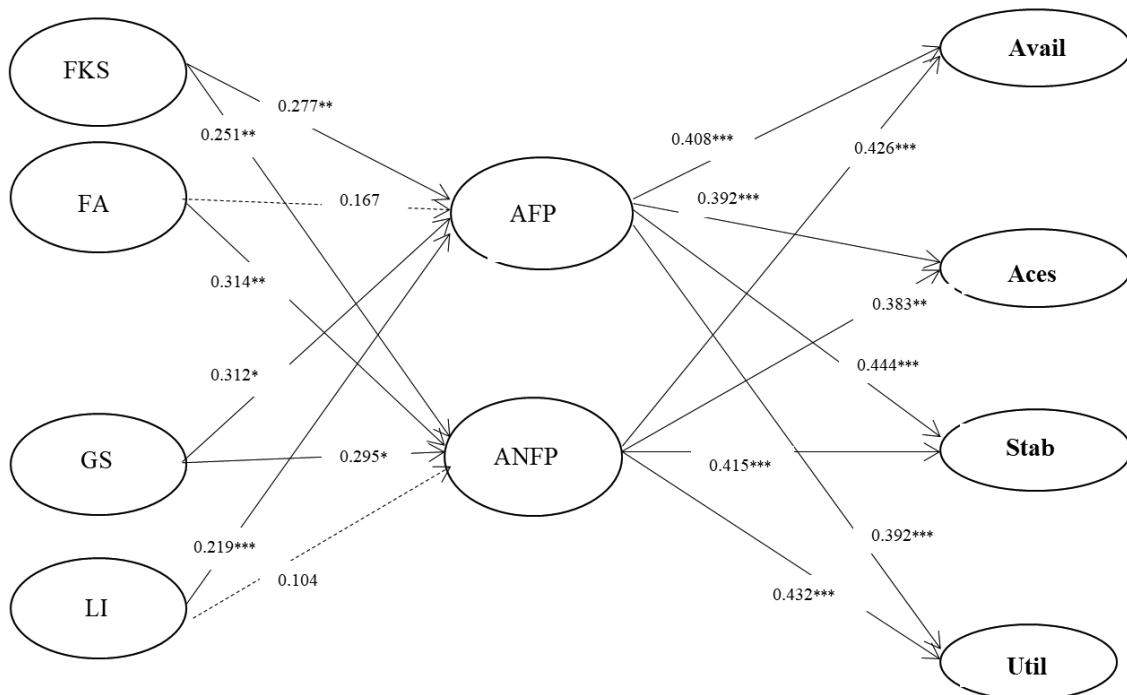 FKS
FA
GS
LI
0.277**
0.251**
0.167
0.314**
0.312*
0.295*
0.219***
0.104
AFP
ANFP
0.408***
0.426***
0.392***
0.383**
0.444***
0.415***
0.392***
0.432***
Avail
Aces
Stab
Util